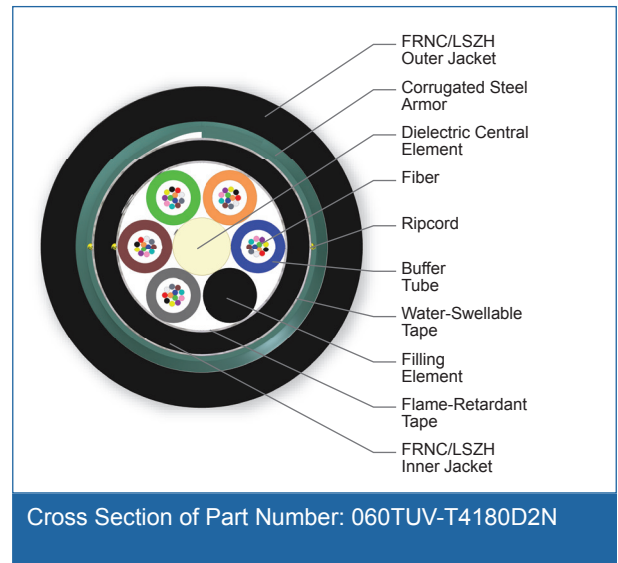 FRNC/LSZH
Outer Jacket
Corrugated Steel
Armor
Dielectric Central
Element
Fiber
Ripcord
Buffer
Tube
Water-Swellable
Tape
Filling
Element
Flame-Retardant
Tape
FRNC/LSZH
Inner Jacket
Cross Section of Part Number: 060TUV-T4180D2N